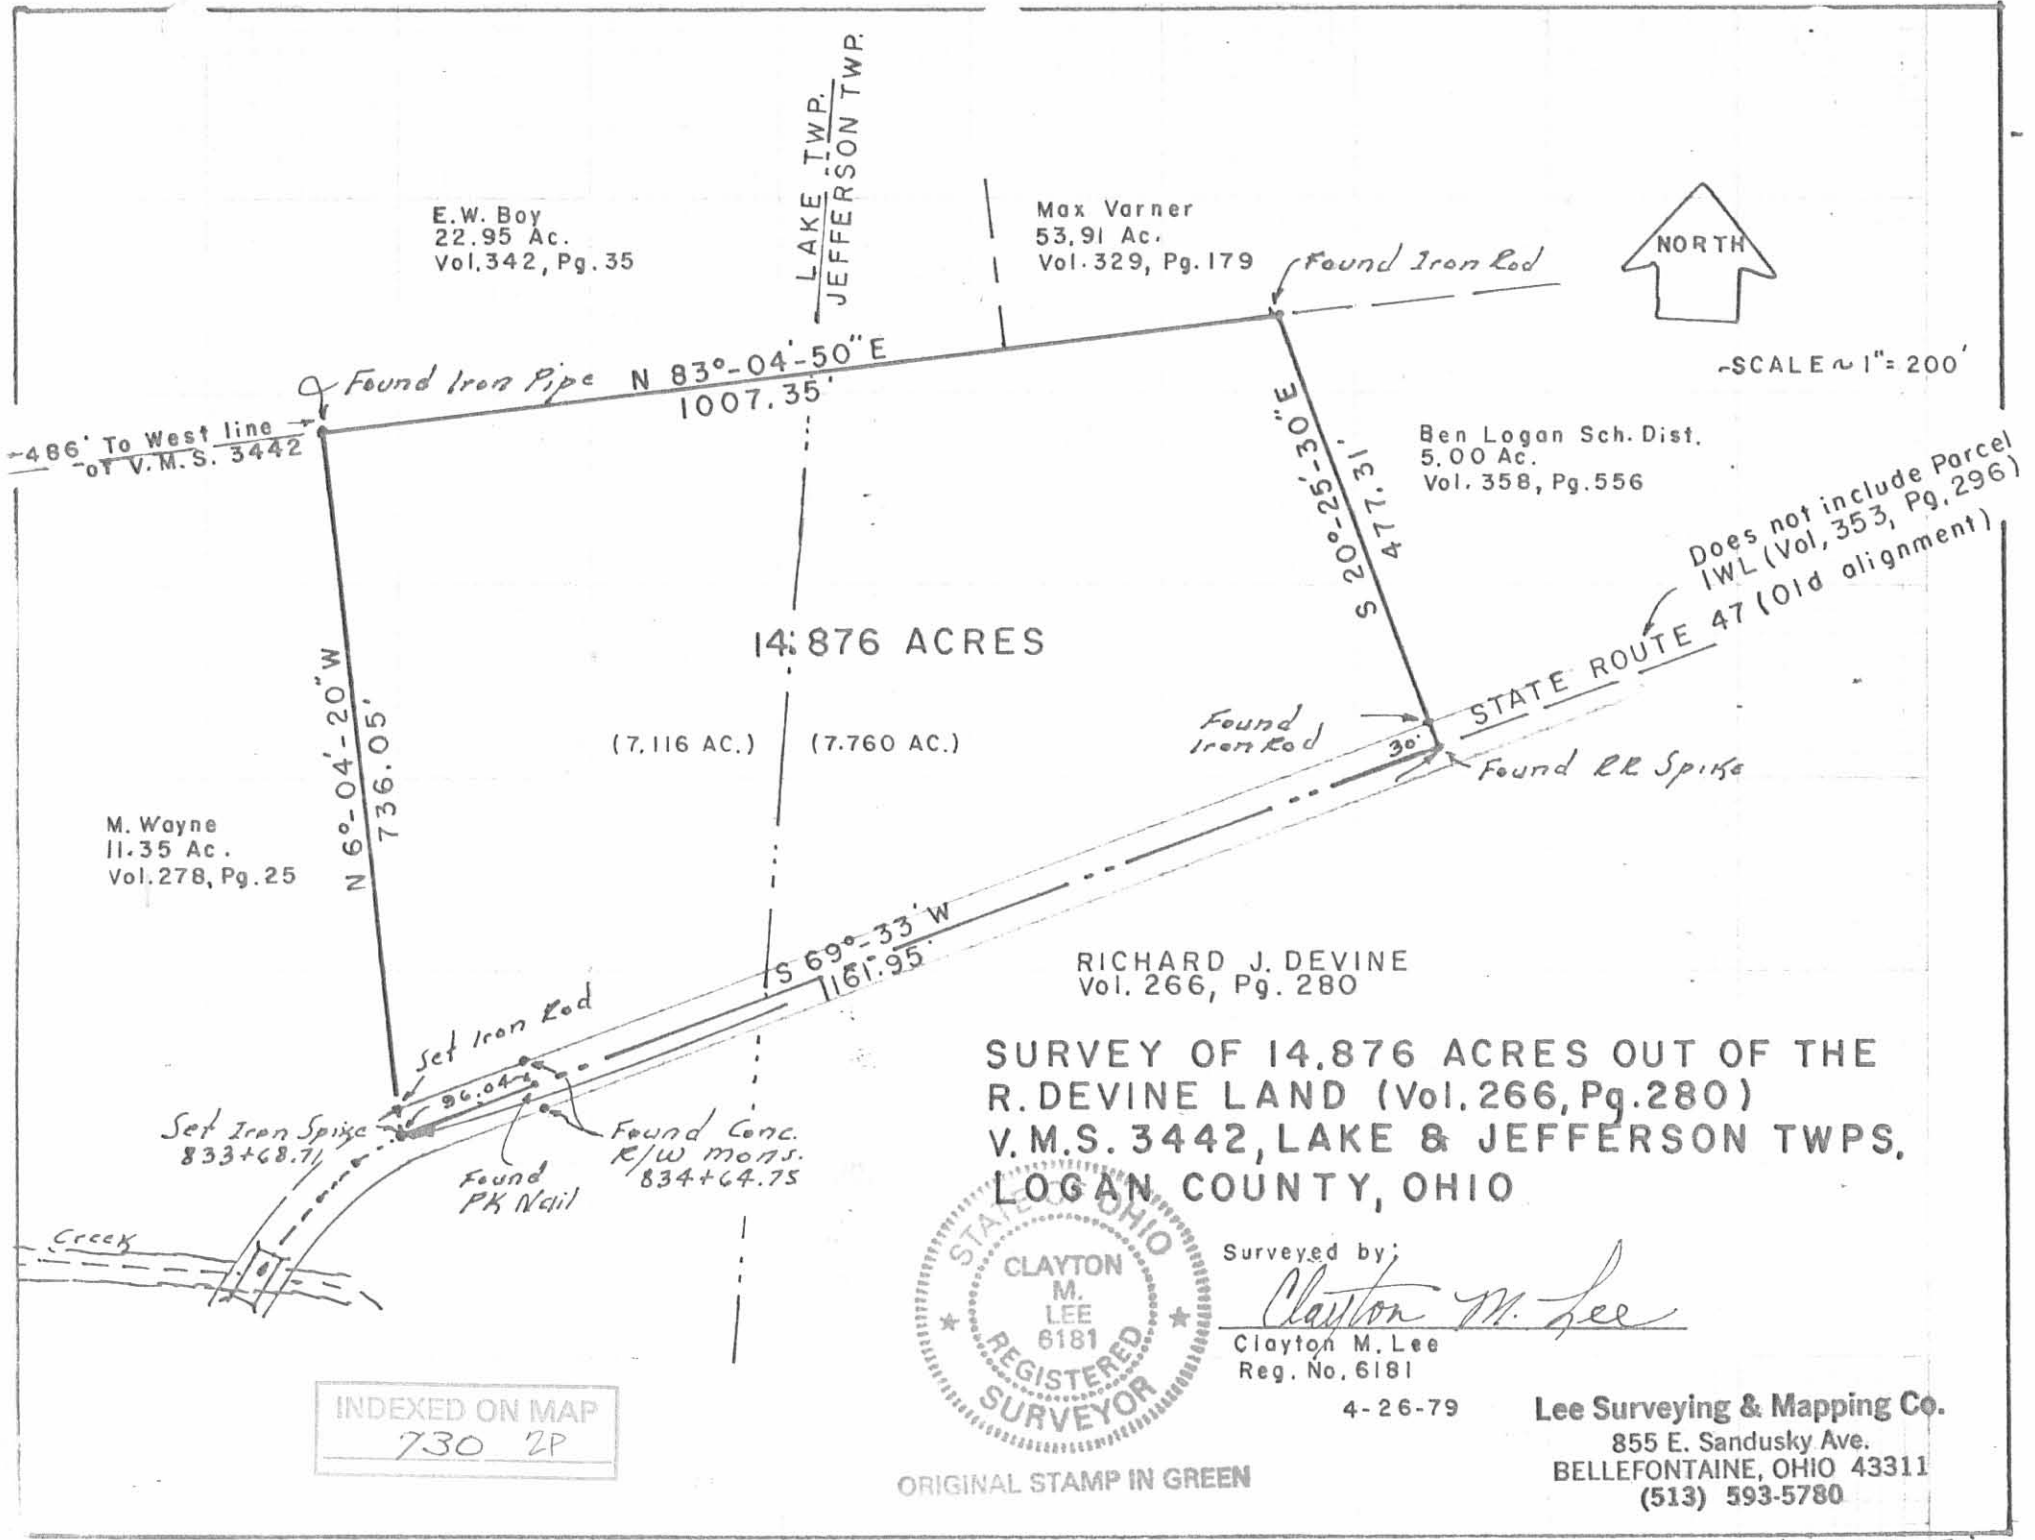 LAKE TWP.
JEFFERSON TWP.
E.W. Boy
22.95 Ac.
Vol.342, Pg.35
Max Varner
53.91 Ac.
Vol.329, Pg.179
Found Iron Rod
NORTH
~SCALE~1"=200'
Found Iron Pipe
N 83°-04'-50"E
1007.35'
~486' To West line
of V.M.S. 3442
S 20°-25'-30"E
477.31'
Ben Logan Sch. Dist.
5.00 Ac.
Vol. 358, Pg.556
Does not include Parcel
1WL (Vol, 353, Pg, 296)
STATE ROUTE 47 (Old alignment)
14.876 ACRES
N 6°-04'-20"W
736.05'
(7.116 AC.)
(7.760 AC.)
Found
Iron Rod
30'
Found RR Spike
M. Wayne
11.35 Ac.
Vol.278, Pg.25
S 69°-33'W
1161.95'
RICHARD J. DEVINE
Vol. 266, Pg. 280
Set Iron Rod
96.04
Set Iron Spike
833+68.71
Found
PK Nail
Found Conc.
R/W mons.
834+64.75
SURVEY OF 14.876 ACRES OUT OF THE
R. DEVINE LAND (Vol.266, Pg.280)
V.M.S. 3442, LAKE & JEFFERSON TWPS.
LOGAN COUNTY, OHIO
Creek
STATE OF OHIO
CLAYTON
M.
LEE
6181
REGISTERED
SURVEYOR
Surveyed by;
Clayton M. Lee
Clayton M. Lee
Reg. No. 6181
4-26-79
INDEXED ON MAP
730 2P
ORIGINAL STAMP IN GREEN
Lee Surveying & Mapping Co.
855 E. Sandusky Ave.
BELLEFONTAINE, OHIO 43311
(513) 593-5780